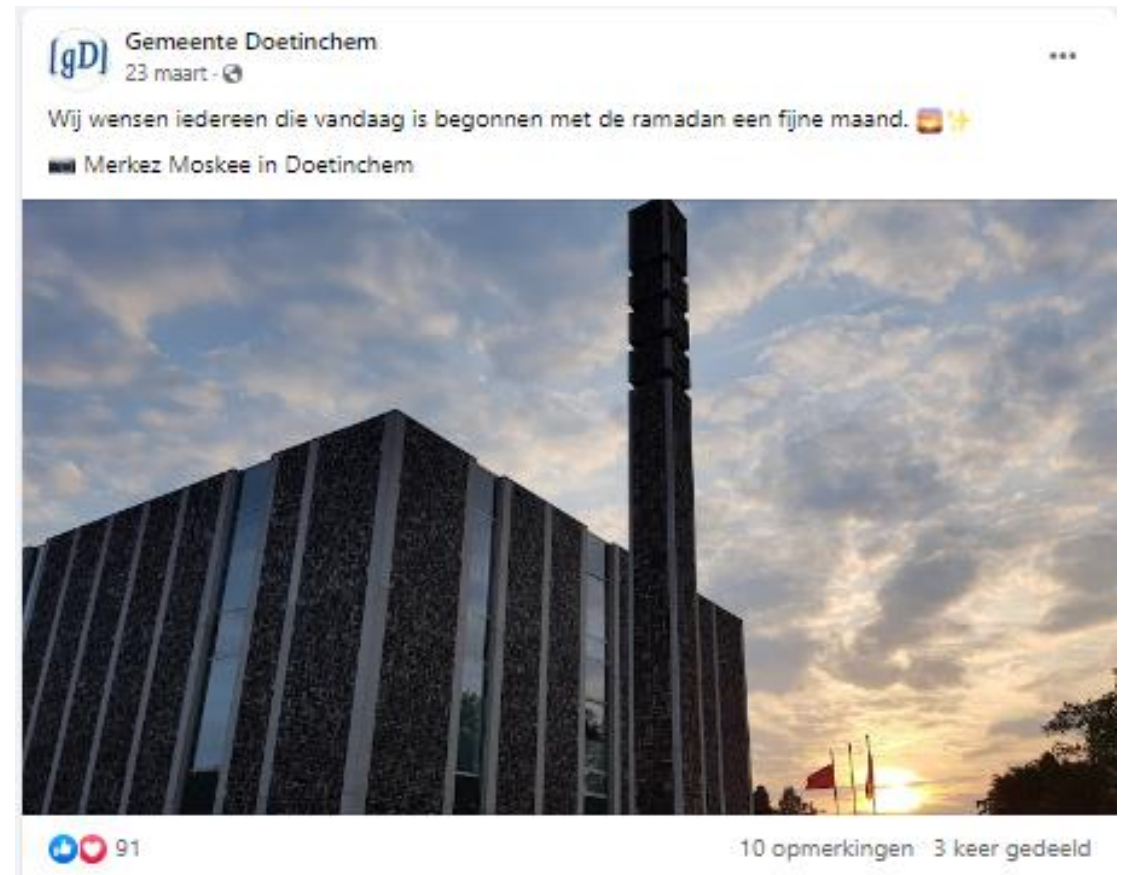 [gD]
Gemeente Doetinchem
23 maart ·
Wij wensen iedereen die vandaag is begonnen met de ramadan een fijne maand. 🌅✨
📷 Merkez Moskee in Doetinchem
91
10 opmerkingen 3 keer gedeeld